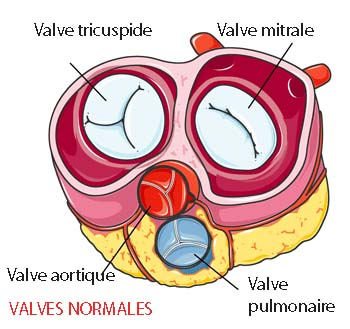 Valve tricuspide
Valve mitrale
Valve aortique
Valve
pulmonaire
VALVES NORMALES